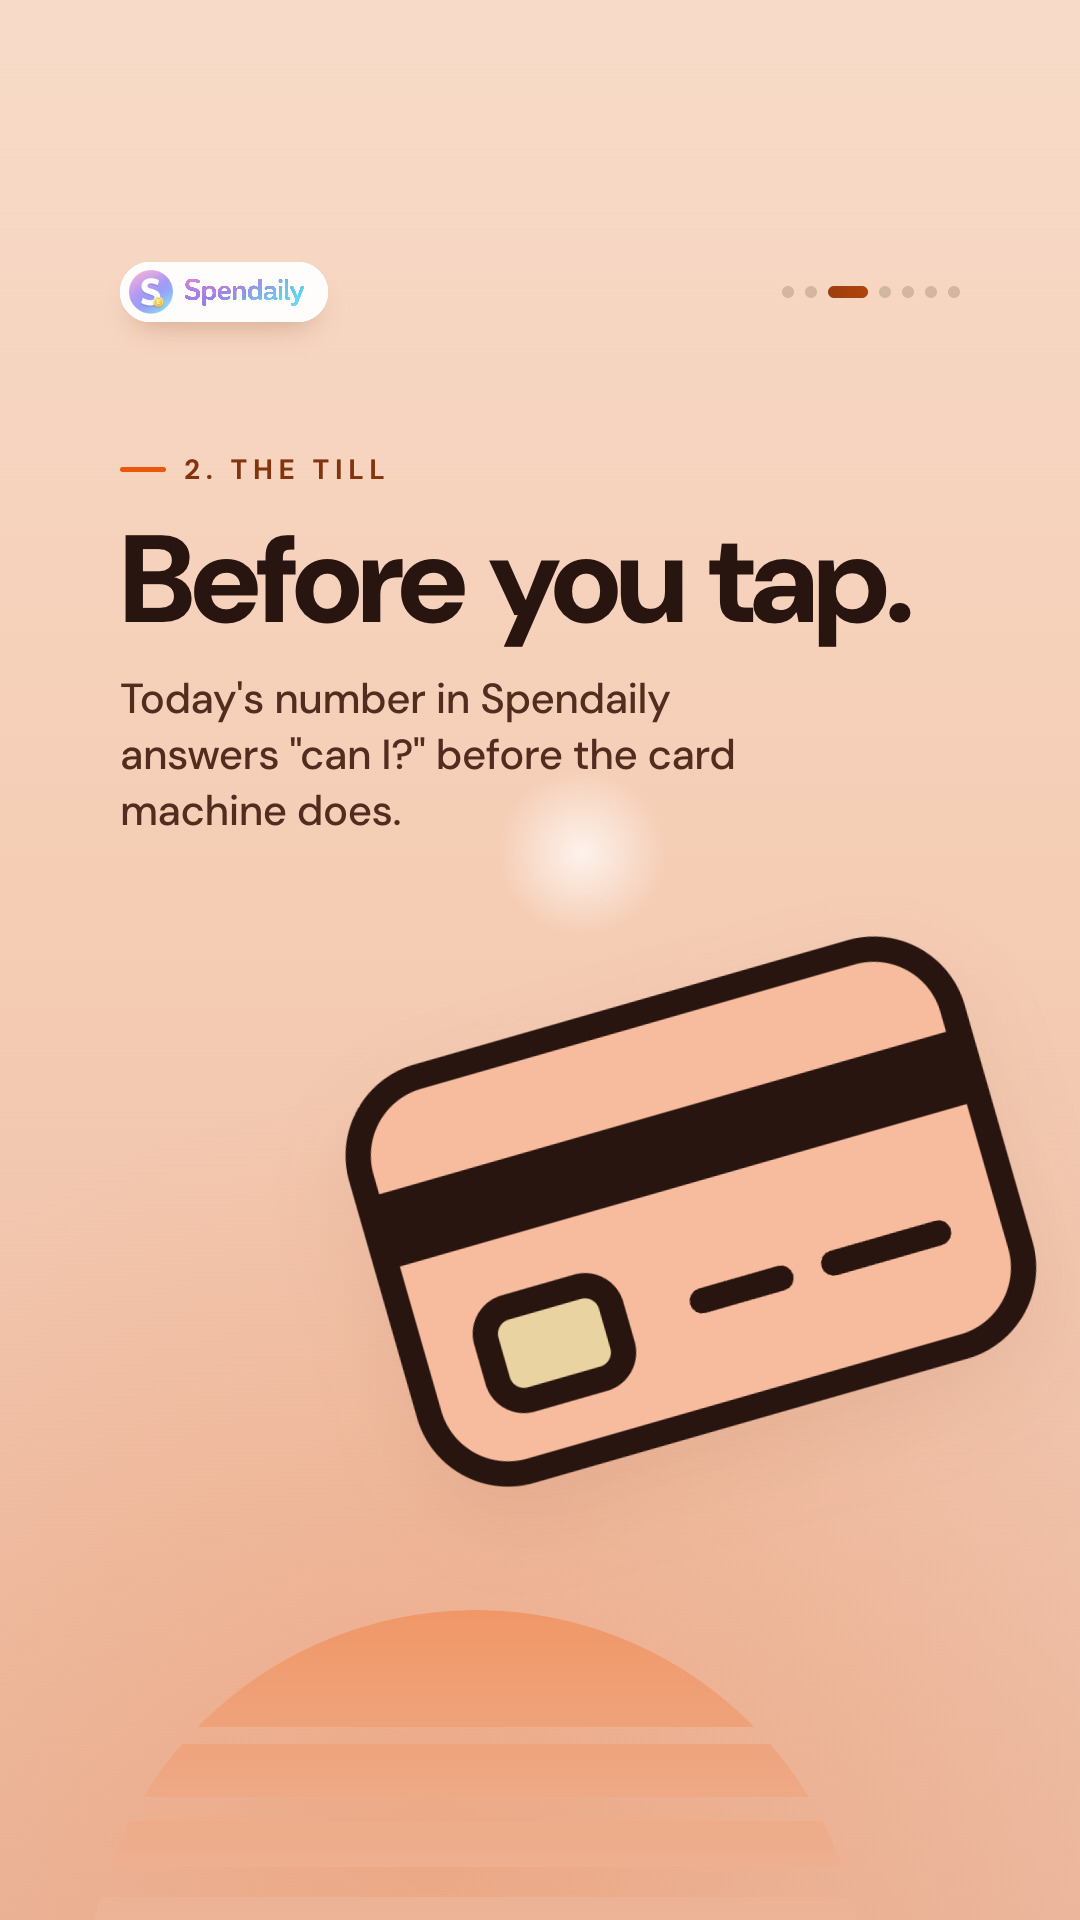 Spendaily
2. THE TILL
Before you tap.
Today's number in Spendaily
answers "can I?" before the card
machine does.